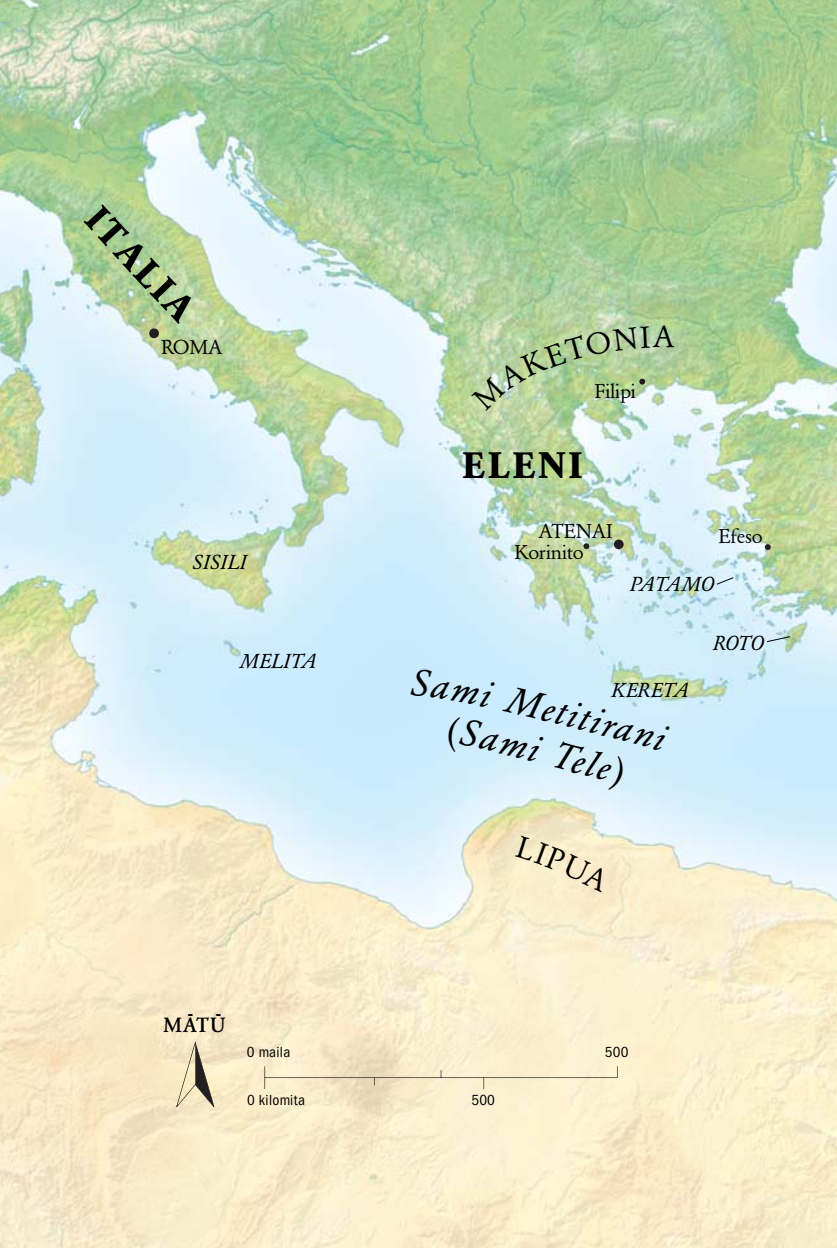 ITALIA
ROMA
MAKETONIA
Filipi
ELENI
ATENAI
Korinito
Efeso
SISILI
PATAMO
ROTO
MELITA
KERETA
Sami Metitirani
(Sami Tele)
LIPUA
MĀTŪ
0 maila 500
0 kilomita 500